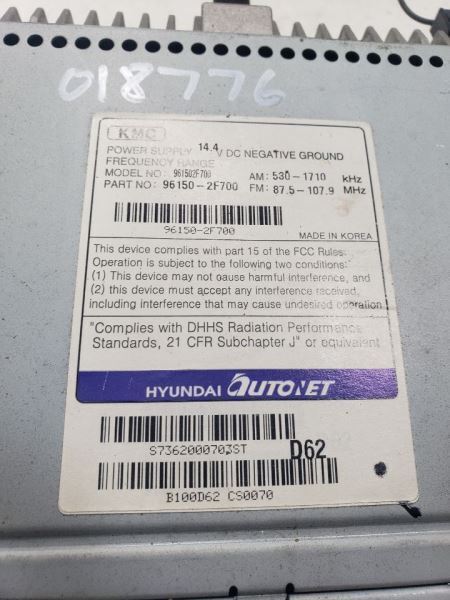 018776
KMC
POWER SUPPLY 14.4 V DC NEGATIVE GROUND
FREQUENCY RANGE
MODEL NO: 961502F700 AM: 530-1710 kHz
PART NO: 96150-2F700 FM: 87.5-107.9 MHz
96150-2F700
MADE IN KOREA
This device complies with part 15 of the FCC Rules.
Operation is subject to the following two conditions:
(1) This device may not cause harmful interference, and
(2) this device must accept any interference received,
including interference that may cause undesired operation
"Complies with DHHS Radiation Performance
Standards, 21 CFR Subchapter J" or equivalent
HYUNDAI AUTONET
S7362000703ST D62
B100D62 CS0070